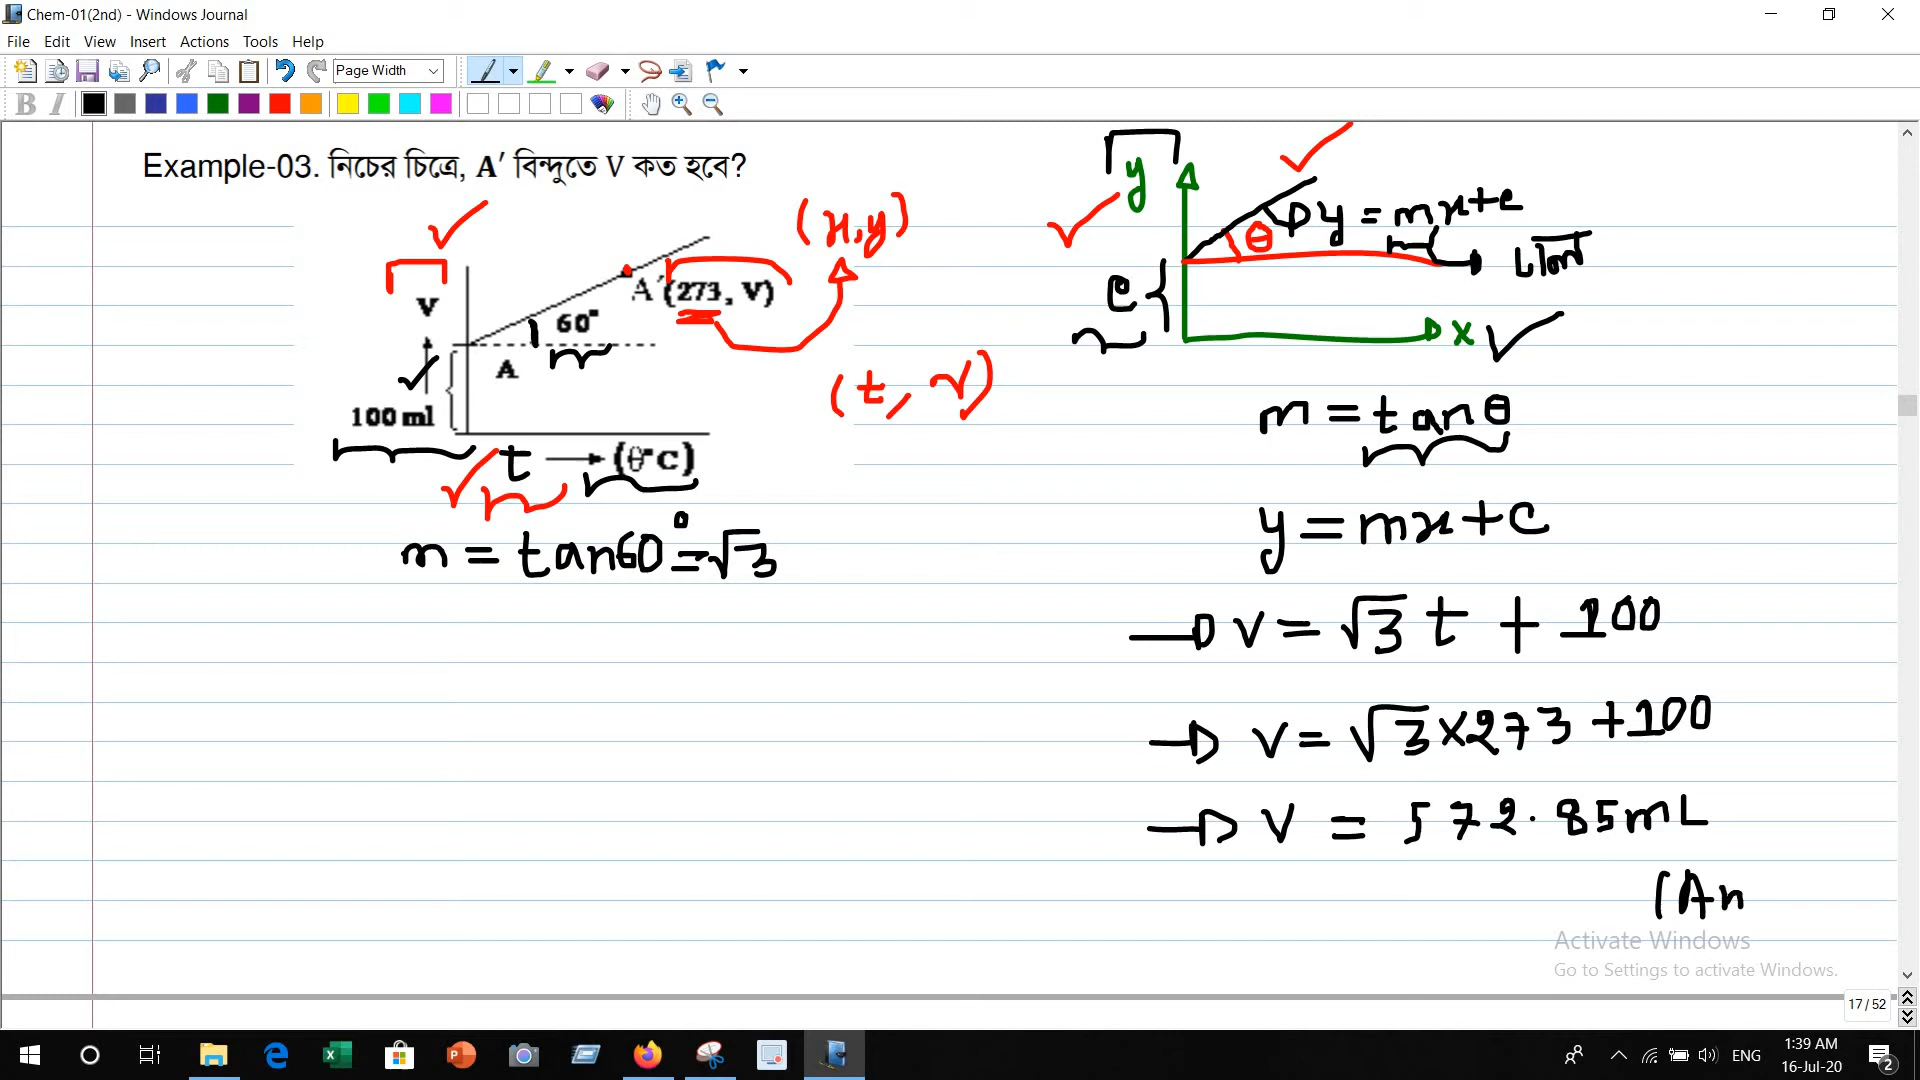 Chem-01(2nd) - Windows Journal
File Edit View Insert Actions Tools Help
Page Width
B I
Example-03. নিচের চিত্রে, A′ বিন্দুতে V কত হবে?
(x,y)
V
A′(273, V)
60°
A
100 ml
t → (θ°C)
(t, V)
m = tan60° = √3
y
θ
y = mx+c
c
x
m = tanθ
y = mx+c
V = √3 t + 100
V = √3×273+100
V = 572.85mL
(An
Activate Windows
Go to Settings to activate Windows.
17 / 52
ENG
1:39 AM
16-Jul-20
2